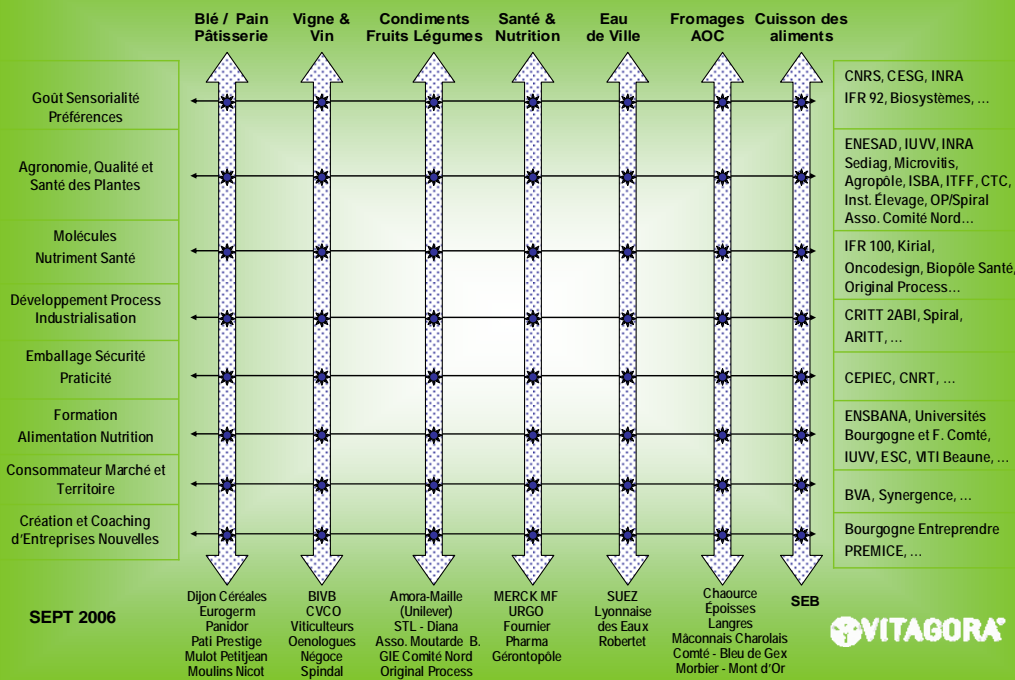 Blé / Pain
Pâtisserie
Vigne &
Vin
Condiments
Fruits Légumes
Santé &
Nutrition
Eau
de Ville
Fromages
AOC
Cuisson des
aliments
Goût Sensorialité
Préférences
CNRS, CESG, INRA
IFR 92, Biosystèmes, ...
Agronomie, Qualité et
Santé des Plantes
ENESAD, IUVV, INRA
Sediag, Microvitis,
Agropôle, ISBA, ITFF, CTC,
Inst. Élevage, OP/Spiral
Asso. Comité Nord...
Molécules
Nutriment Santé
IFR 100, Kirial,
Oncodesign, Biopôle Santé,
Original Process...
Développement Process
Industrialisation
CRITT 2ABI, Spiral,
ARITT, ...
Emballage Sécurité
Praticité
CEPIEC, CNRT, ...
Formation
Alimentation Nutrition
ENSBANA, Universités
Bourgogne et F. Comté,
IUVV, ESC, VITI Beaune, ...
Consommateur Marché et
Territoire
BVA, Synergence, ...
Création et Coaching
d'Entreprises Nouvelles
Bourgogne Entreprendre
PREMICE, ...
SEPT 2006
Dijon Céréales
Eurogerm
Panidor
Pati Prestige
Mulot Petitjean
Moulins Nicot
BIVB
CVCO
Viticulteurs
Oenologues
Négoce
Spindal
Amora-Maille
(Unilever)
STL - Diana
Asso. Moutarde B.
GIE Comité Nord
Original Process
MERCK MF
URGO
Fournier
Pharma
Gérontopôle
SUEZ
Lyonnaise
des Eaux
Robertet
Chaource
Époisses
Langres
Mâconnais Charolais
Comté - Bleu de Gex
Morbier - Mont d'Or
SEB
VITAGORA